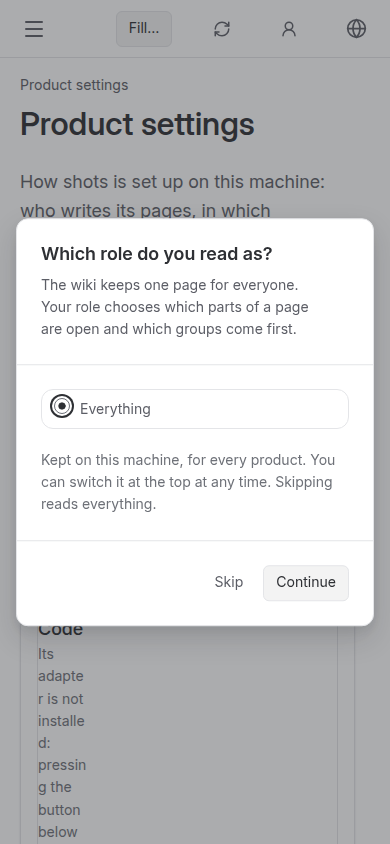 Fill…
Product settings
Product settings
How shots is set up on this machine:
who writes its pages, in which
Which role do you read as?
The wiki keeps one page for everyone.
Your role chooses which parts of a page
are open and which groups come first.
Everything
Kept on this machine, for every product. You
can switch it at the top at any time. Skipping
reads everything.
Skip
Continue
Code
Its
adapte
r is not
installe
d:
pressin
g the
button
below